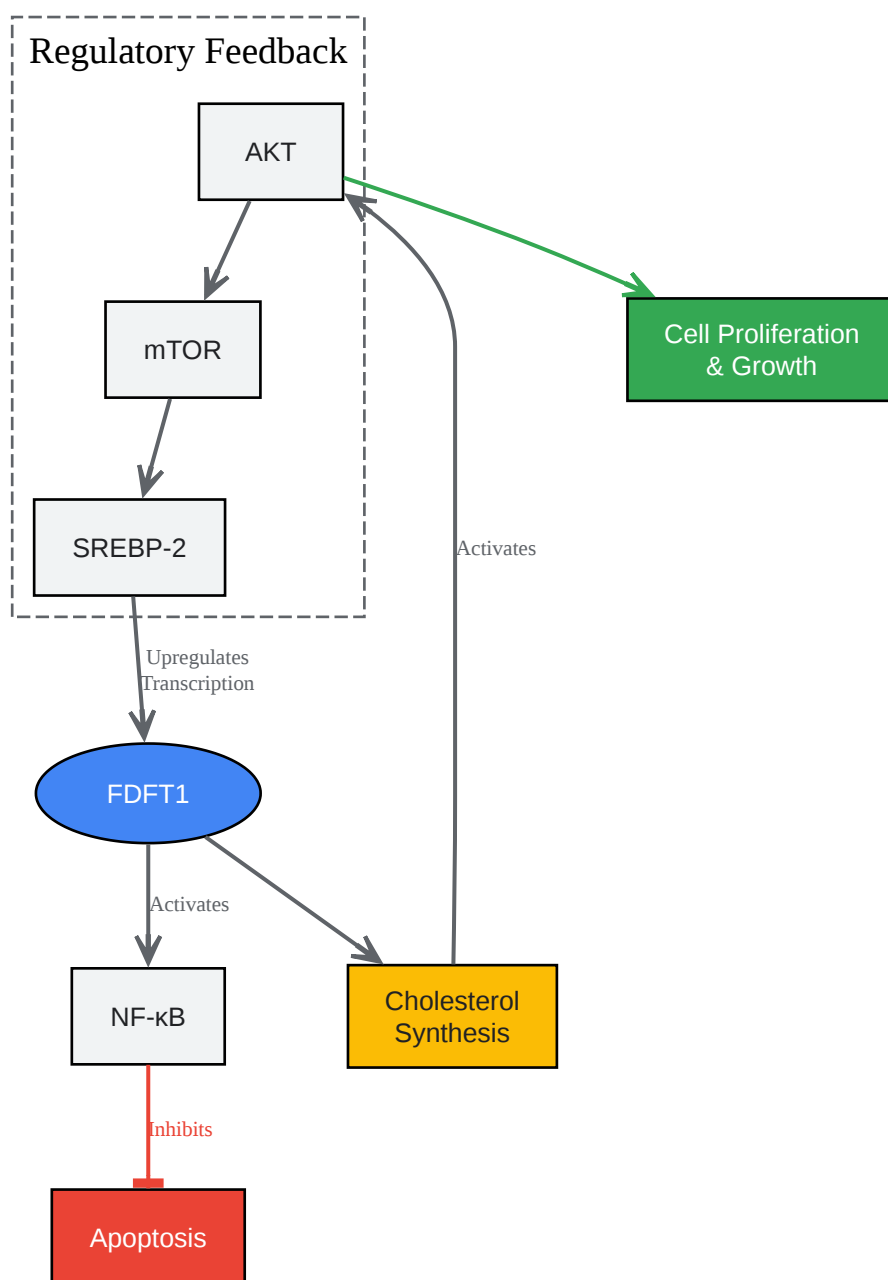 Regulatory Feedback
AKT
mTOR
Cell Proliferation
& Growth
SREBP-2
Activates
Upregulates
Transcription
FDFT1
Activates
NF-κB
Cholesterol
Synthesis
Inhibits
Apoptosis